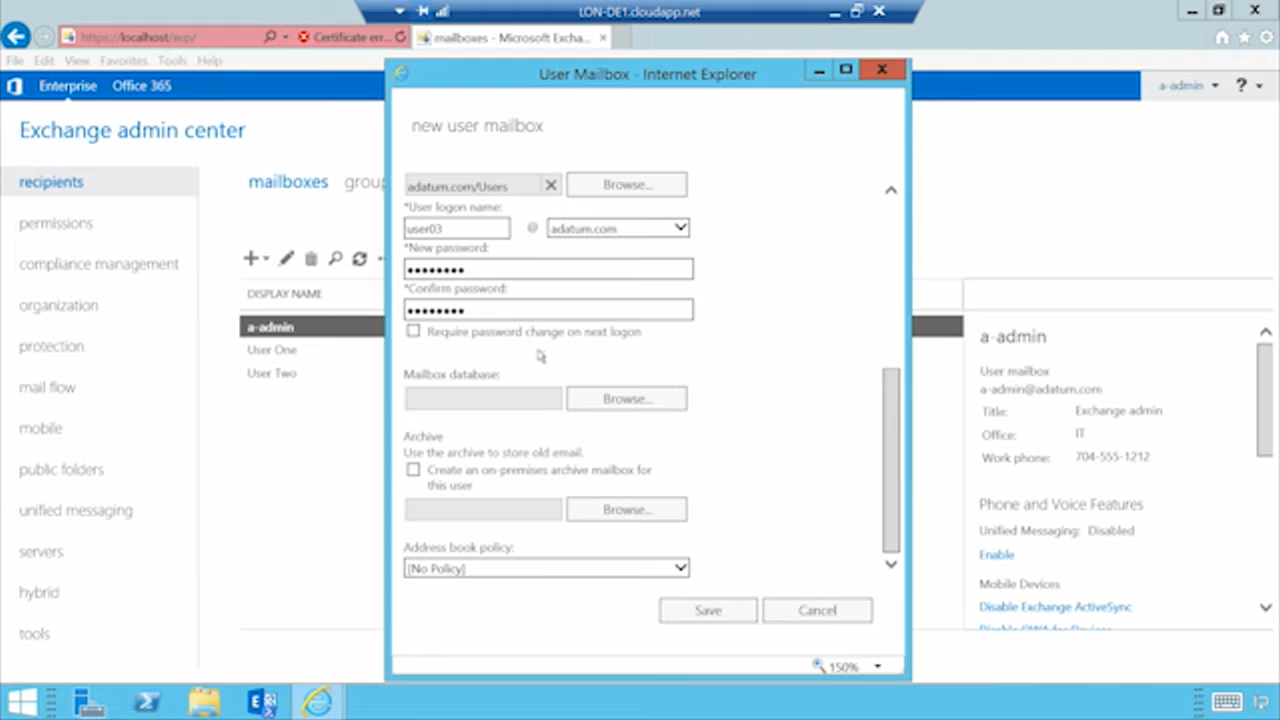 LON-DE1.cloudapp.net
https://localhost/ecp/
Certificate err...
mailboxes - Microsoft Excha...
File Edit View Favorites Tools Help
User Mailbox - Internet Explorer
Enterprise Office 365
a-admin
?
Exchange admin center
new user mailbox
recipients
permissions
compliance management
organization
protection
mail flow
mobile
public folders
unified messaging
servers
hybrid
tools
mailboxes group
DISPLAY NAME
a-admin
User One
User Two
adatum.com/Users
Browse...
*User logon name:
user03 @ adatum.com
*New password:
••••••••
*Confirm password:
••••••••
Require password change on next logon
Mailbox database:
Browse...
Archive
Use the archive to store old email.
Create an on-premises archive mailbox for
this user
Browse...
Address book policy:
[No Policy]
Save Cancel
150%
a-admin
User mailbox
a-admin@adatum.com
Title: Exchange admin
Office: IT
Work phone: 704-555-1212
Phone and Voice Features
Unified Messaging: Disabled
Enable
Mobile Devices
Disable Exchange ActiveSync